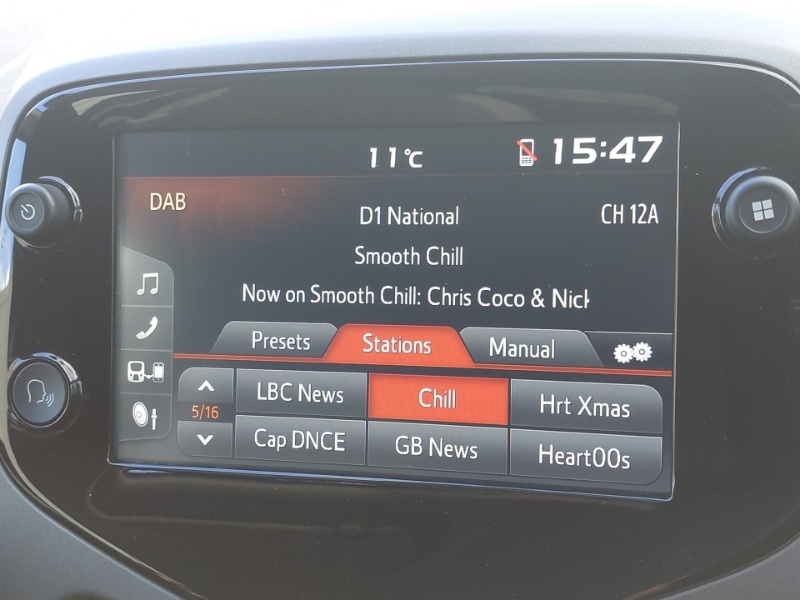 11°C 15:47
DAB
D1 National CH 12A
Smooth Chill
Now on Smooth Chill: Chris Coco &
Presets Stations Manual
LBC News Chill Hrt Xmas
5/16
Cap DNCE GB News Heart00s